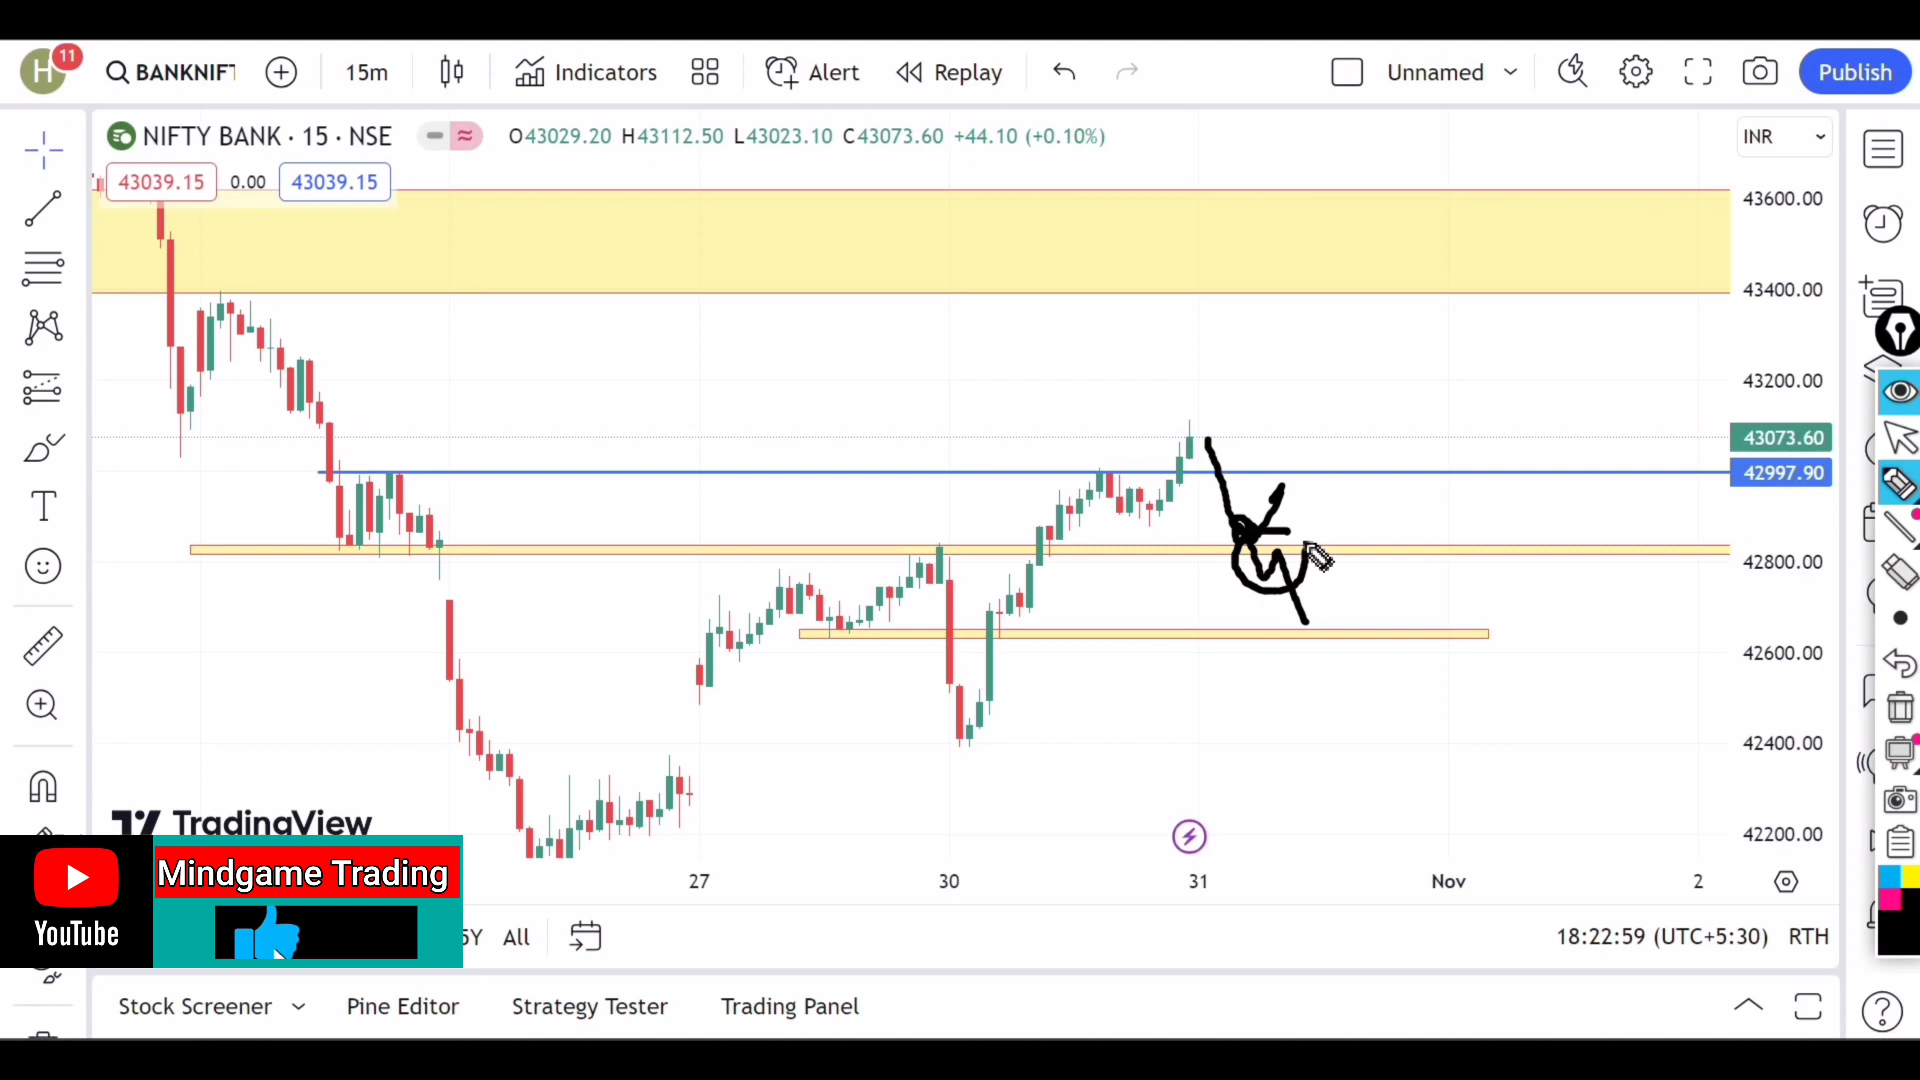 H 11 BANKNIF 15m Indicators Alert Replay Unnamed Publish
NIFTY BANK · 15 · NSE O43029.20 H43112.50 L43023.10 C43073.60 +44.10 (+0.10%) INR
43039.15 0.00 43039.15
43600.00
43400.00
43200.00
43073.60
42997.90
42800.00
42600.00
42400.00
42200.00
TradingView
27 30 31 Nov 2
Mindgame Trading
YouTube
5Y All 18:22:59 (UTC+5:30) RTH
Stock Screener Pine Editor Strategy Tester Trading Panel